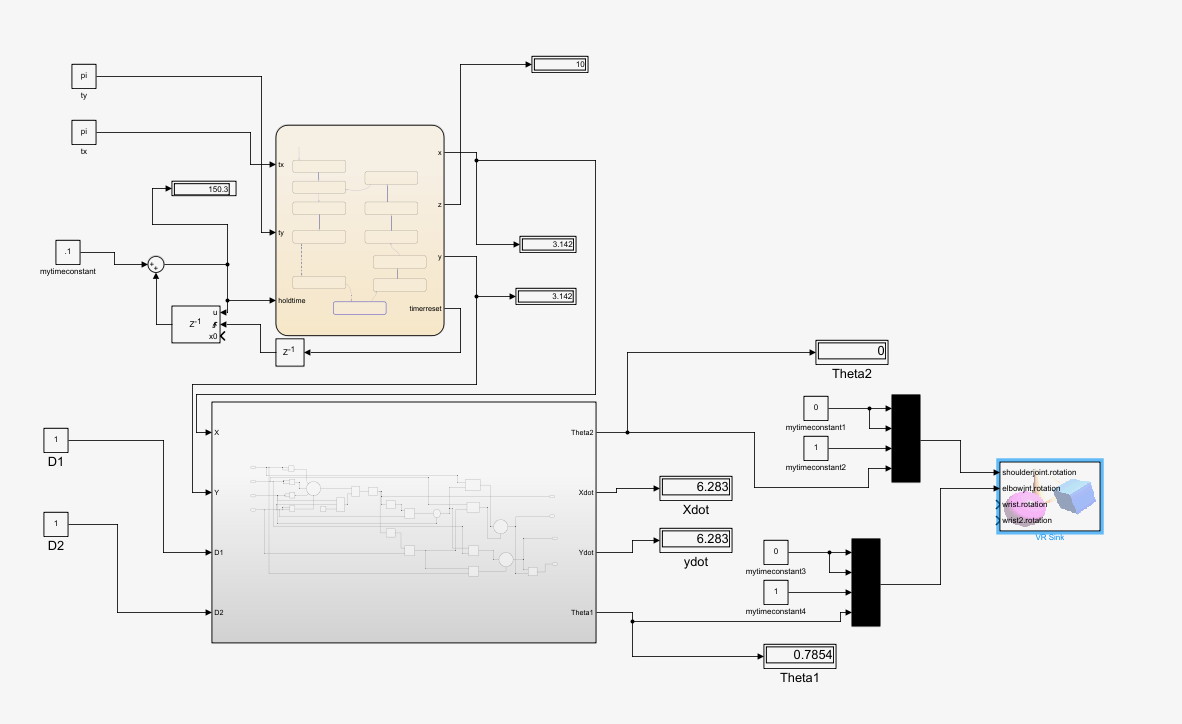 pi
ty
pi
tx
10
150.3
.1
mytimeconstant
+
+
Z-1
u
x0
tx
ty
holdtime
x
z
y
timerreset
Z-1
3.142
3.142
1
D1
1
D2
X
Y
D1
D2
Theta2
Xdot
Ydot
Theta1
0
Theta2
0
mytimeconstant1
1
mytimeconstant2
6.283
Xdot
6.283
ydot
0
mytimeconstant3
1
mytimeconstant4
0.7854
Theta1
shoulderjoint.rotation
elbowjnt.rotation
wrist.rotation
wrist2.rotation
VR Sink